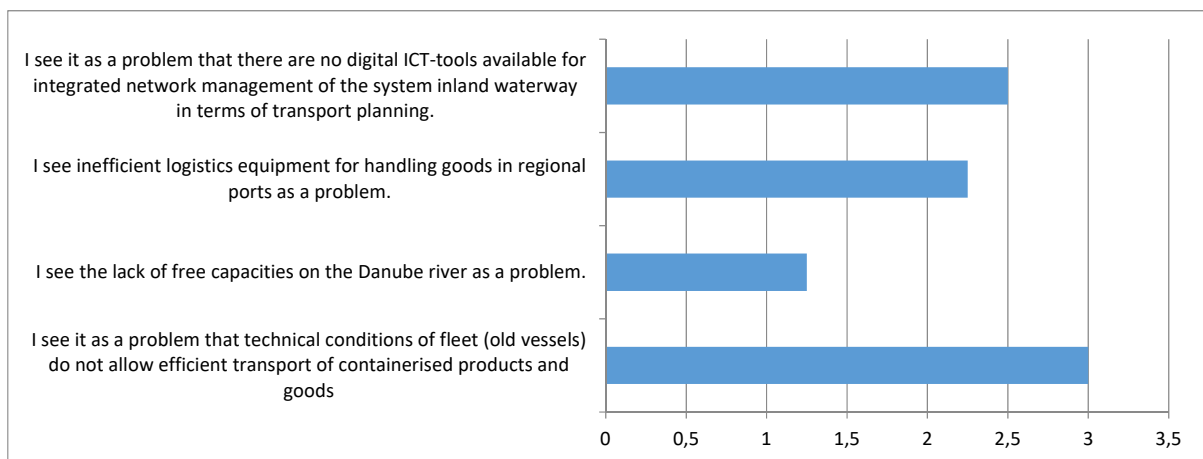 I see it as a problem that there are no digital ICT-tools available for
integrated network management of the system inland waterway
in terms of transport planning.
I see inefficient logistics equipment for handling goods in regional
ports as a problem.
I see the lack of free capacities on the Danube river as a problem.
I see it as a problem that technical conditions of fleet (old vessels)
do not allow efficient transport of containerised products and
goods
0 0,5 1 1,5 2 2,5 3 3,5